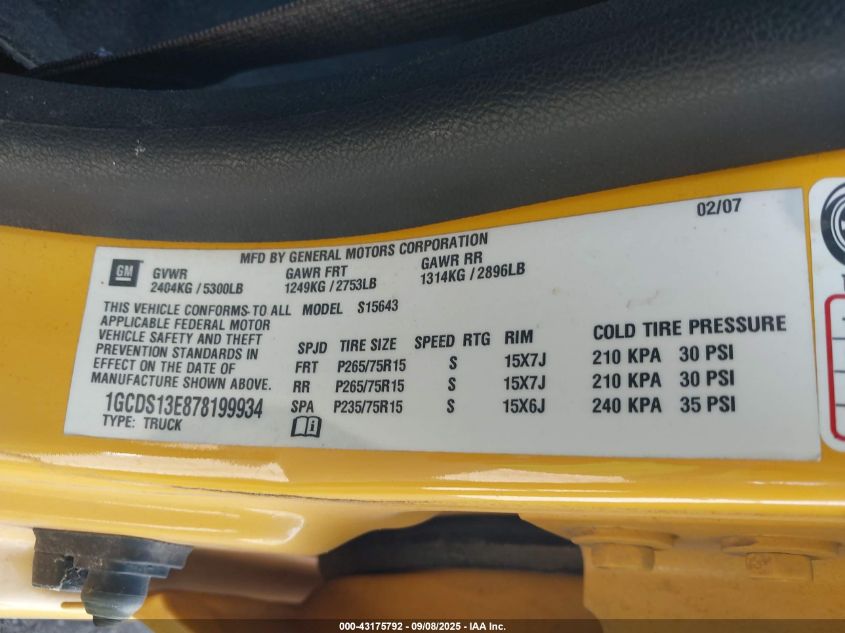 02/07
MFD BY GENERAL MOTORS CORPORATION
GM
GVWR GAWR FRT GAWR RR
2404KG / 5300LB 1249KG / 2753LB 1314KG / 2896LB
THIS VEHICLE CONFORMS TO ALL MODEL S15643
APPLICABLE FEDERAL MOTOR
VEHICLE SAFETY AND THEFT
PREVENTION STANDARDS IN
EFFECT ON THE DATE OF
MANUFACTURE SHOWN ABOVE.
1GCDS13E878199934
TYPE: TRUCK
SPJD TIRE SIZE SPEED RTG RIM COLD TIRE PRESSURE
FRT P265/75R15 S 15X7J 210 KPA 30 PSI
RR P265/75R15 S 15X7J 210 KPA 30 PSI
SPA P235/75R15 S 15X6J 240 KPA 35 PSI
000-43175792 - 09/08/2025 - IAA Inc.